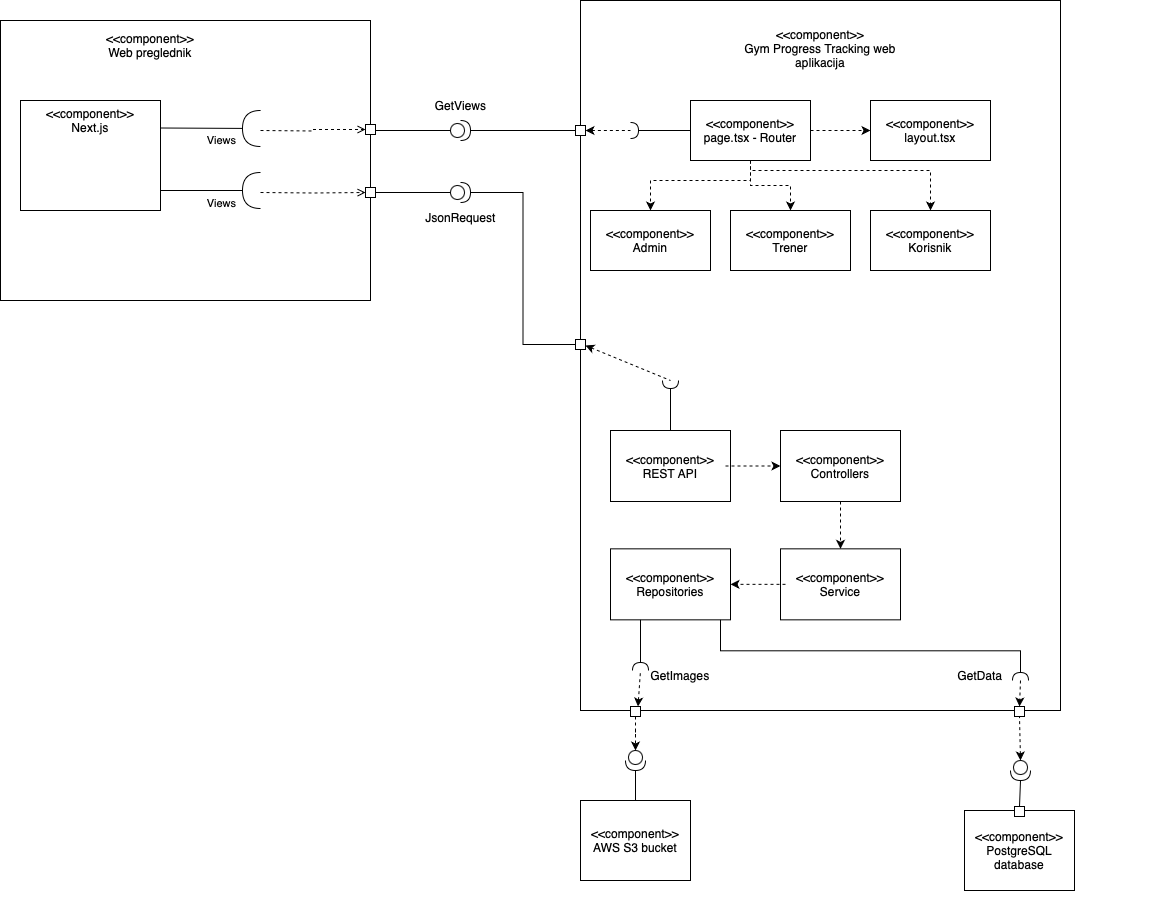 <<component>>
Web preglednik
<<component>>
Next.js
Views
Views
GetViews
JsonRequest
<<component>>
Gym Progress Tracking web
aplikacija
<<component>>
page.tsx - Router
<<component>>
layout.tsx
<<component>>
Admin
<<component>>
Trener
<<component>>
Korisnik
<<component>>
REST API
<<component>>
Controllers
<<component>>
Repositories
<<component>>
Service
GetImages
GetData
<<component>>
AWS S3 bucket
<<component>>
PostgreSQL
database